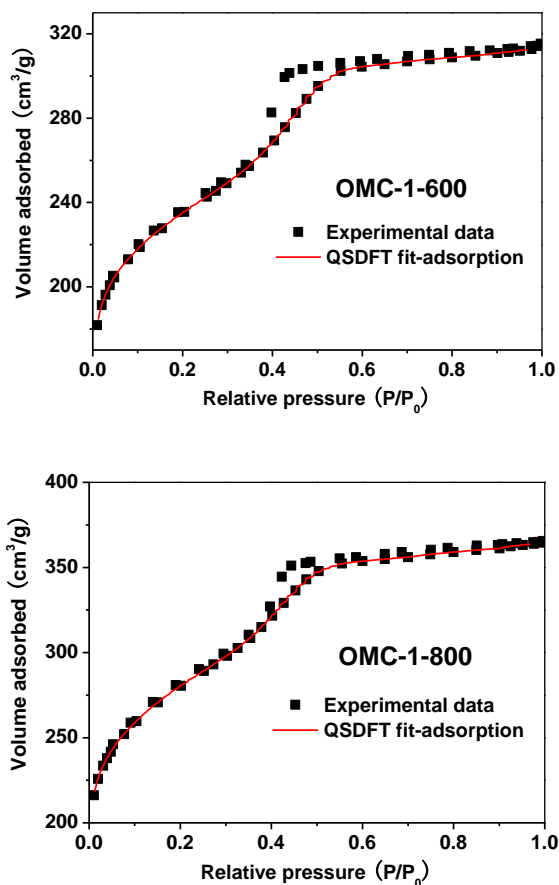 Volume adsorbed (cm³/g)
320
280
240
200
OMC-1-600
Experimental data
QSDFT fit-adsorption
0.0 0.2 0.4 0.6 0.8 1.0
Relative pressure (P/P₀)
Volume adsorbed (cm³/g)
400
350
300
250
200
OMC-1-800
Experimental data
QSDFT fit-adsorption
0.0 0.2 0.4 0.6 0.8 1.0
Relative pressure (P/P₀)